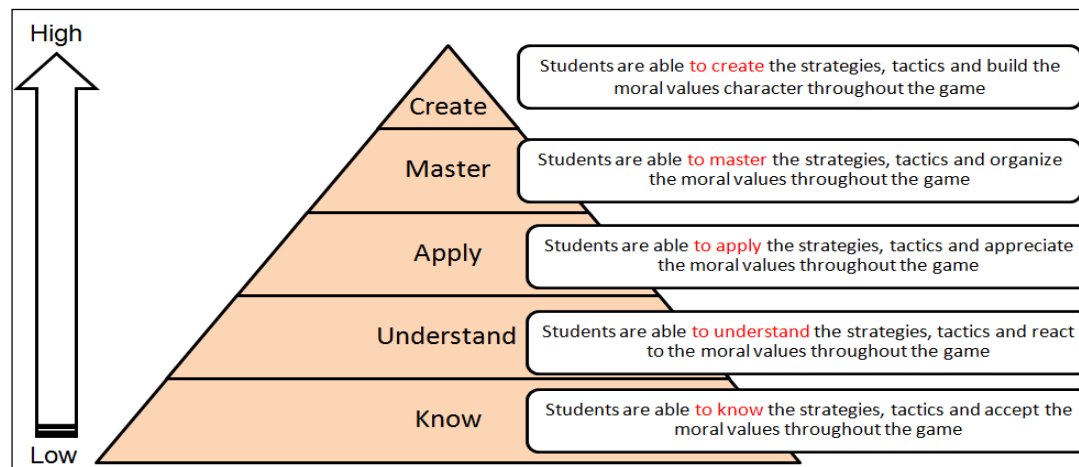 High
Students are able to create the strategies, tactics and build the
moral values character throughout the game
Create
Students are able to master the strategies, tactics and organize
the moral values throughout the game
Master
Students are able to apply the strategies, tactics and appreciate
the moral values throughout the game
Apply
Students are able to understand the strategies, tactics and react
to the moral values throughout the game
Understand
Students are able to know the strategies, tactics and accept the
moral values throughout the game
Know
Low